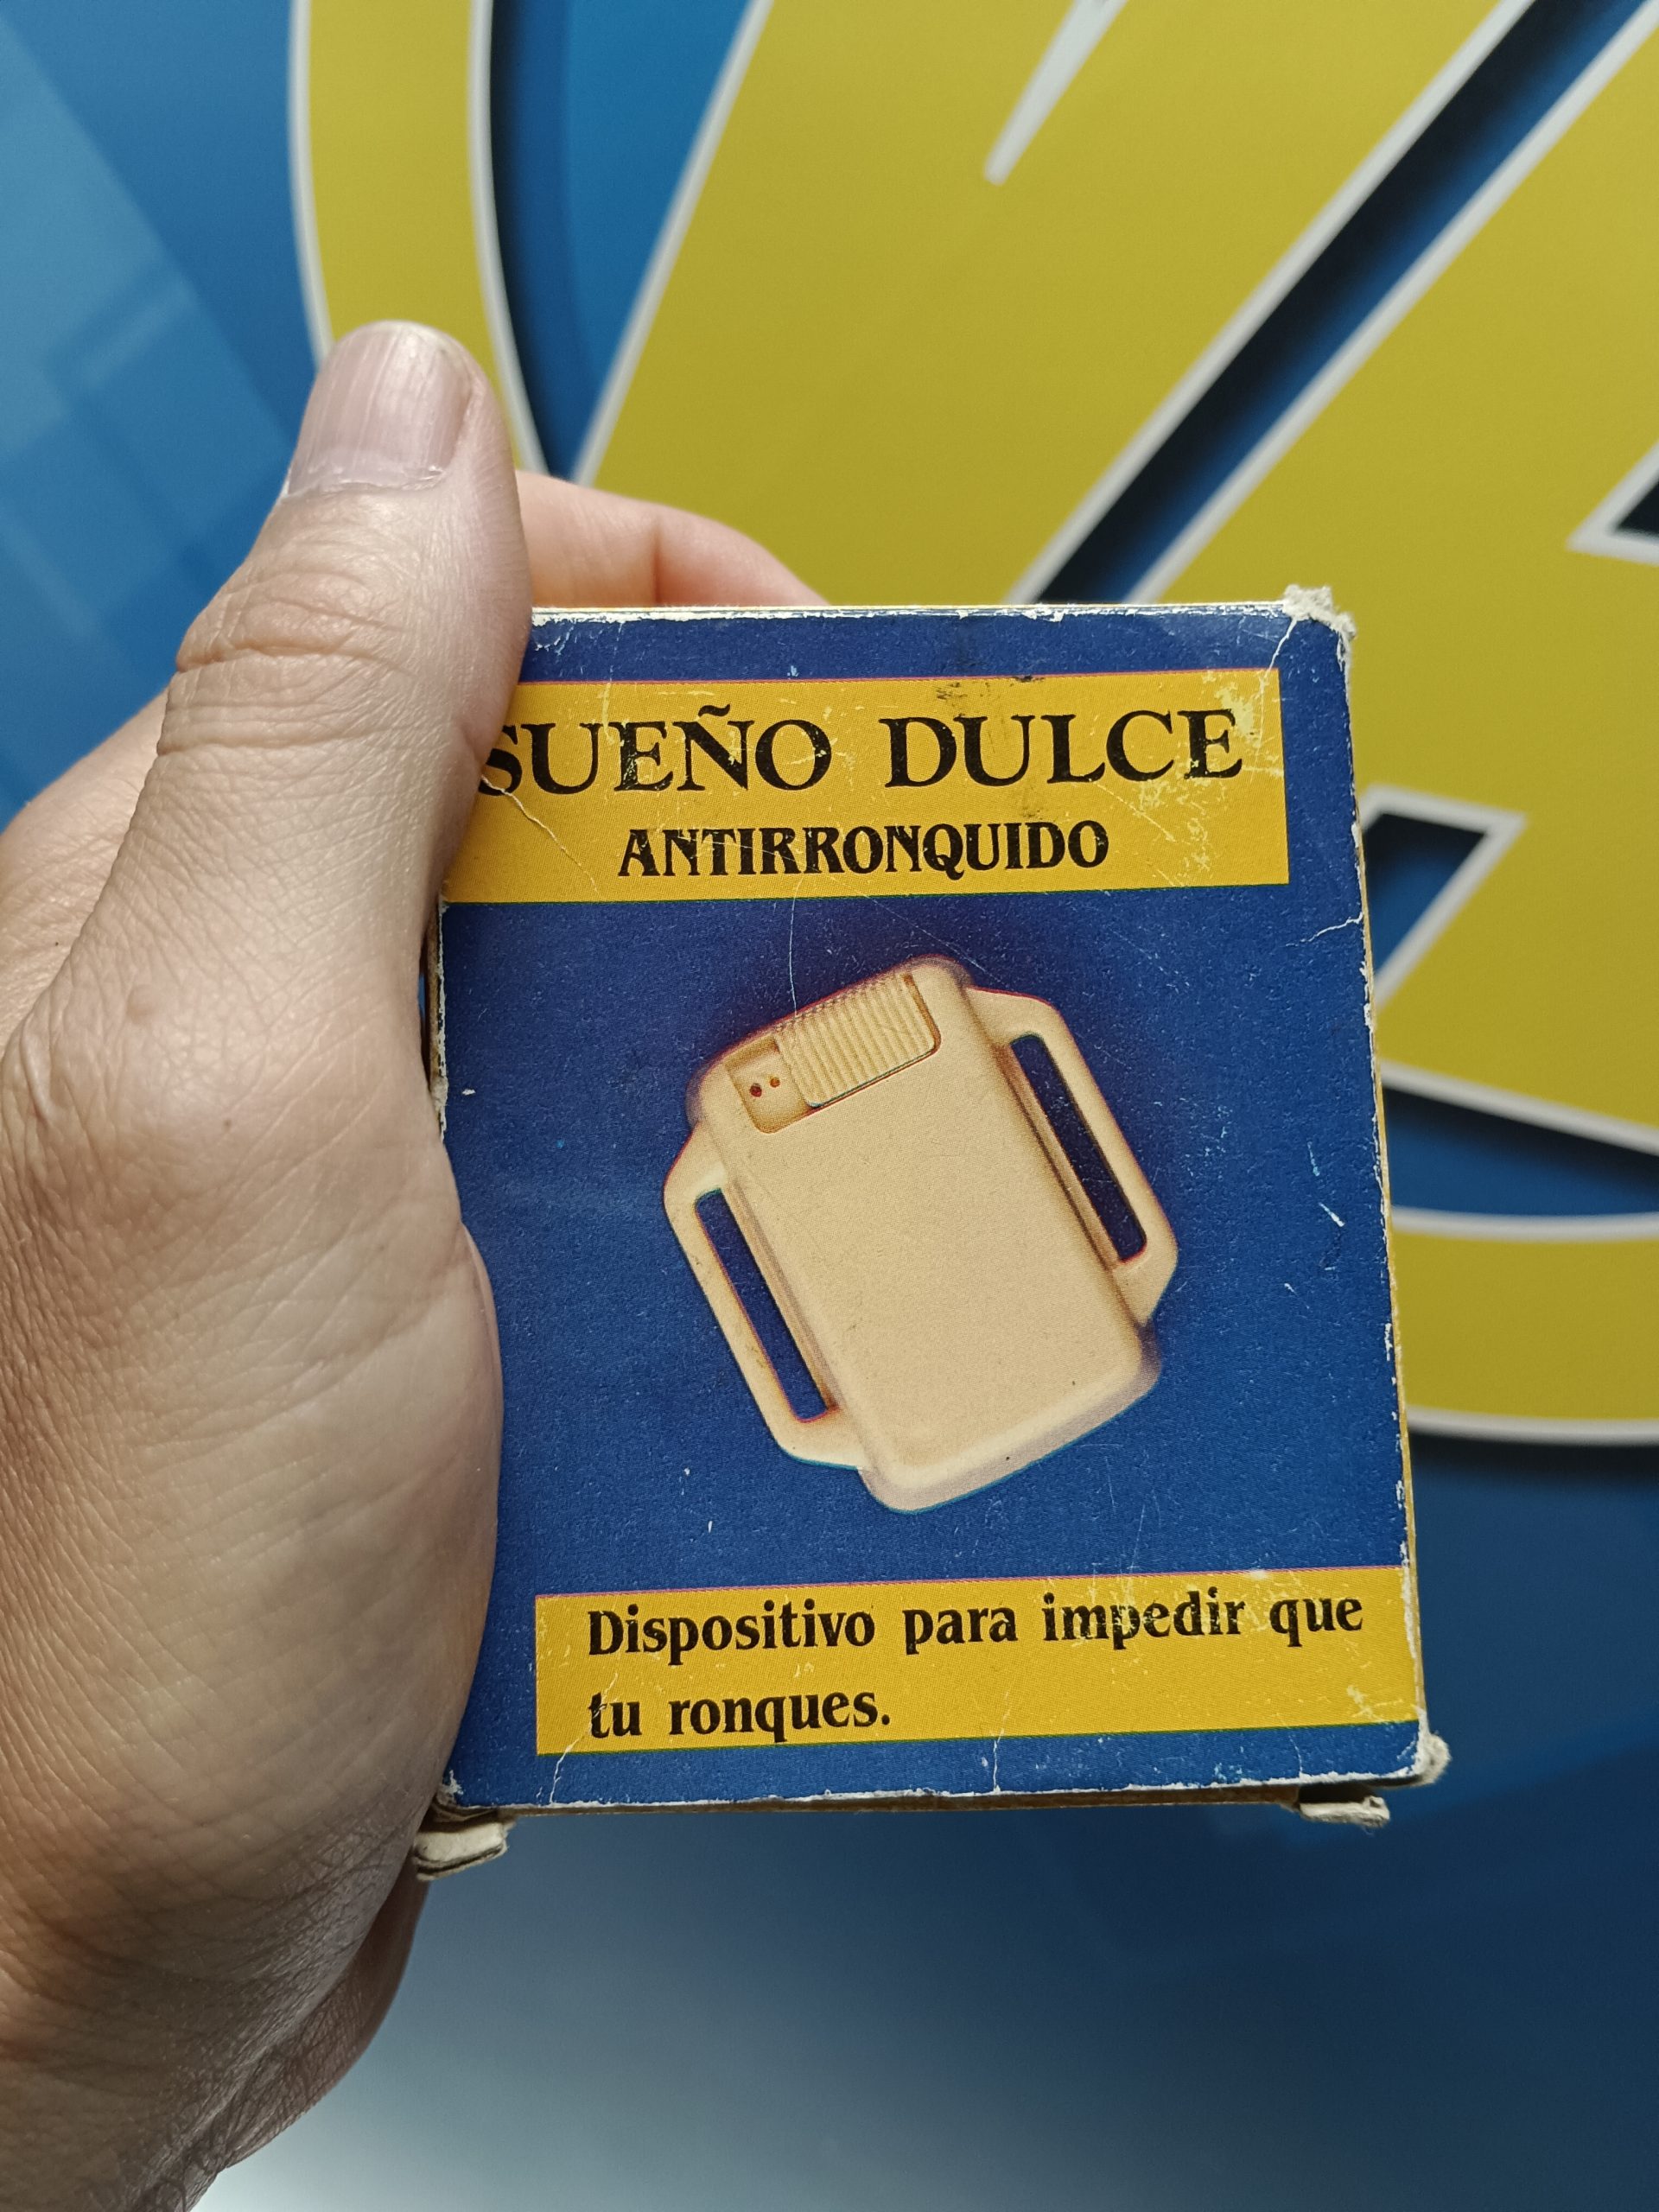 SUEÑO DULCE
ANTIRRONQUIDO
Dispositivo para impedir que
tu ronques.